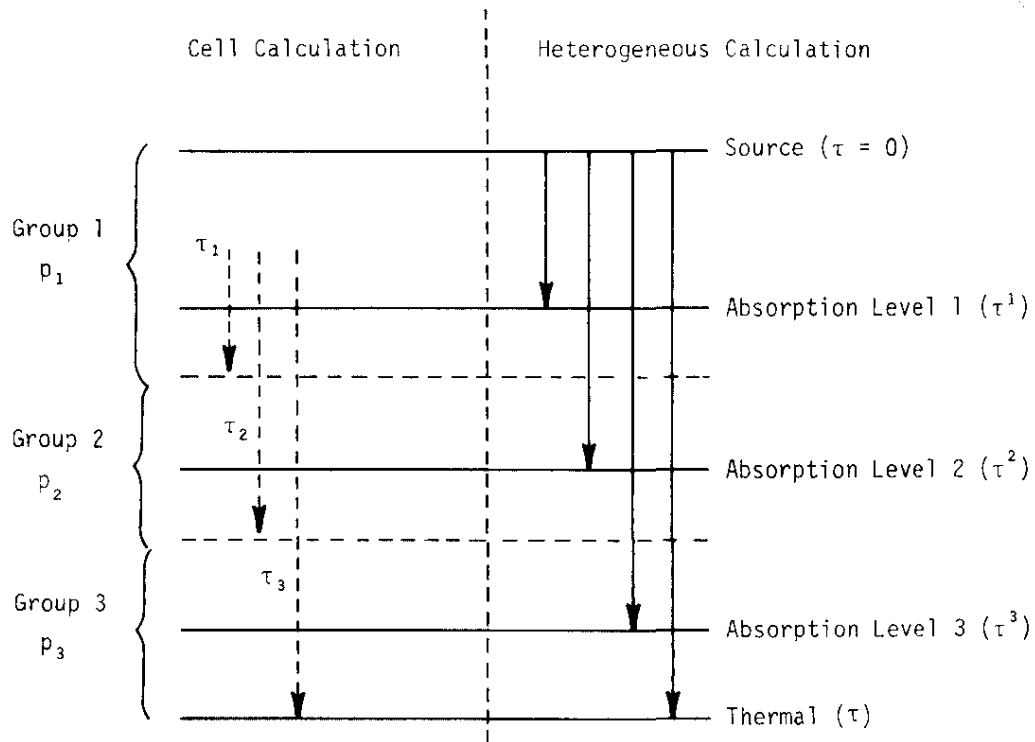 Cell Calculation
Heterogeneous Calculation
Source (τ = 0)
Group 1
p₁
τ₁
Absorption Level 1 (τ¹)
Group 2
p₂
τ₂
Absorption Level 2 (τ²)
τ₃
Group 3
p₃
Absorption Level 3 (τ³)
Thermal (τ)